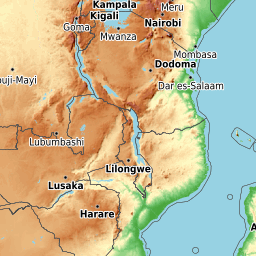 Kampala
Meru
Kigali
Nairobi
Goma
Mwanza
Mombasa
Dodoma
uji-Mayi
Dar es-Salaam
Lubumbashi
Lilongwe
Lusaka
Harare
A